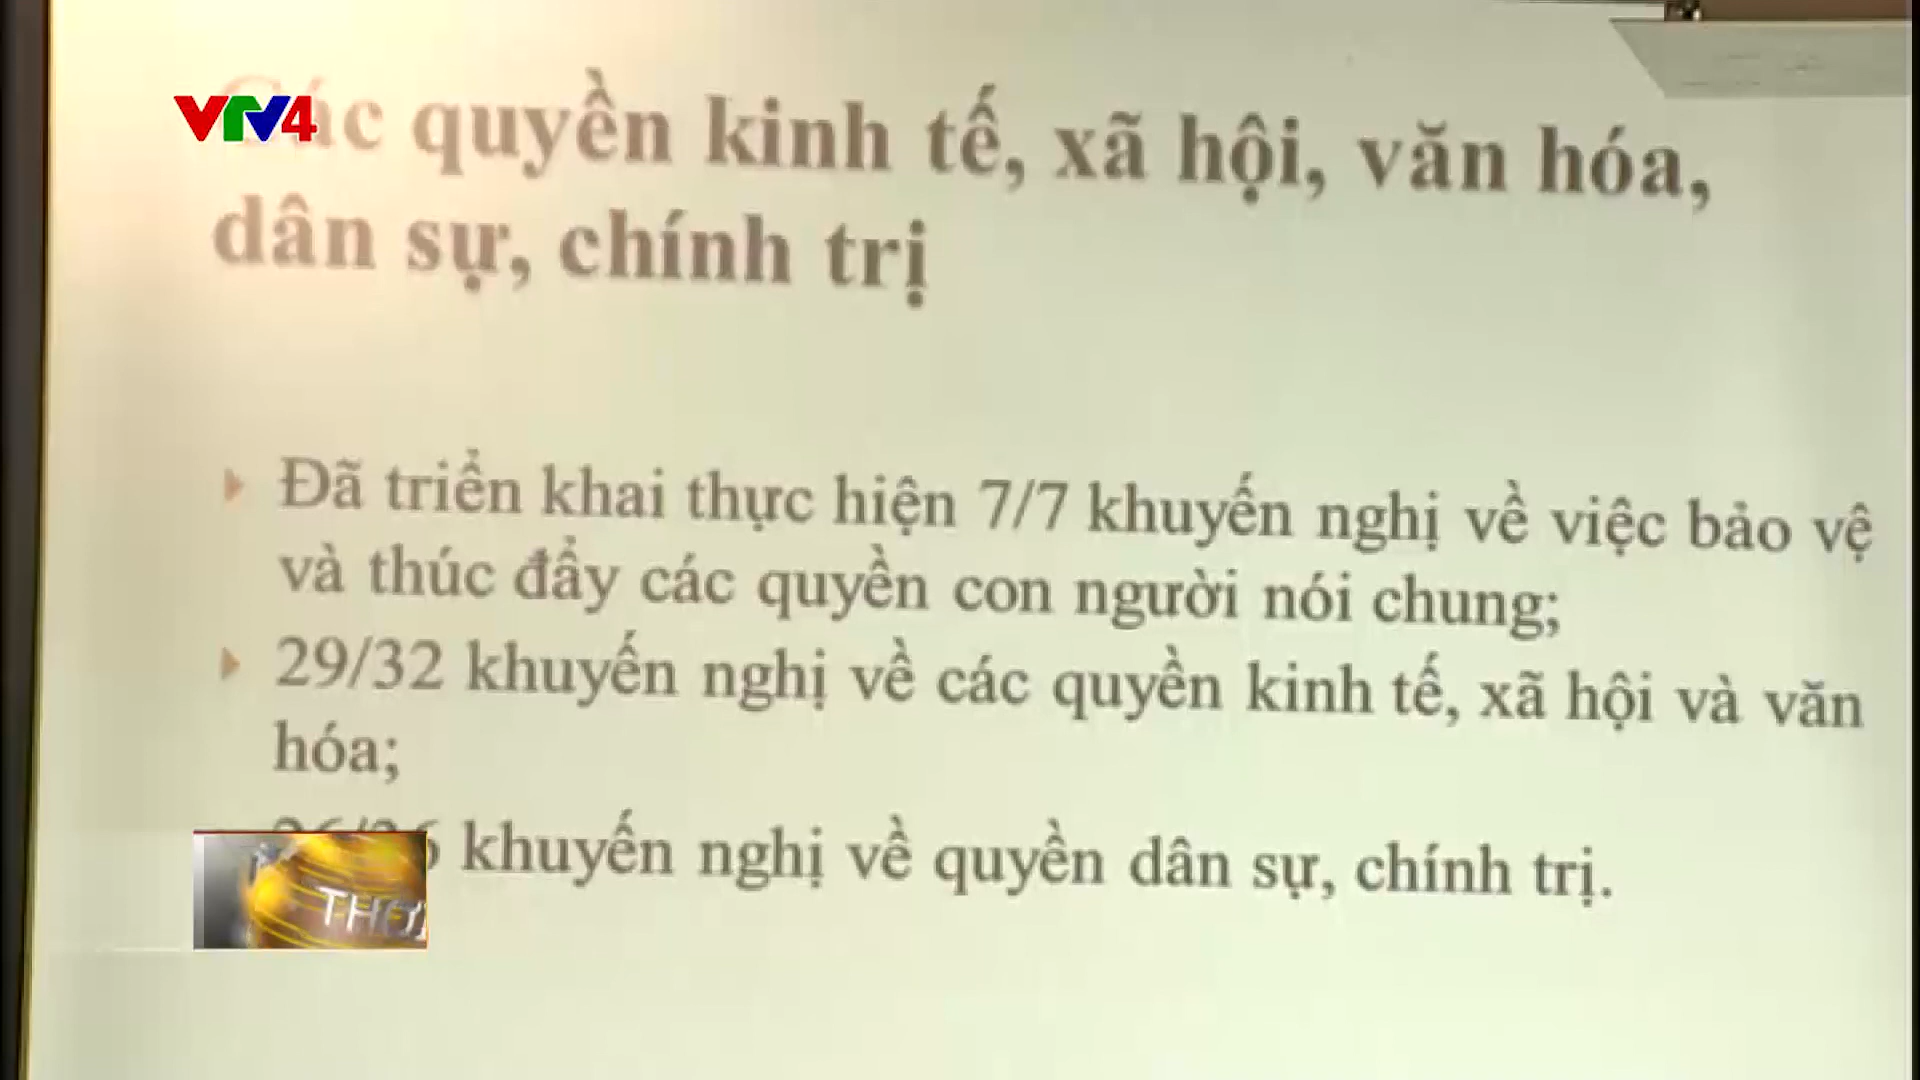 VTV4
Các quyền kinh tế, xã hội, văn hóa,
dân sự, chính trị
Đã triển khai thực hiện 7/7 khuyến nghị về việc bảo vệ
và thúc đẩy các quyền con người nói chung;
29/32 khuyến nghị về các quyền kinh tế, xã hội và văn
hóa;
khuyến nghị về quyền dân sự, chính trị.